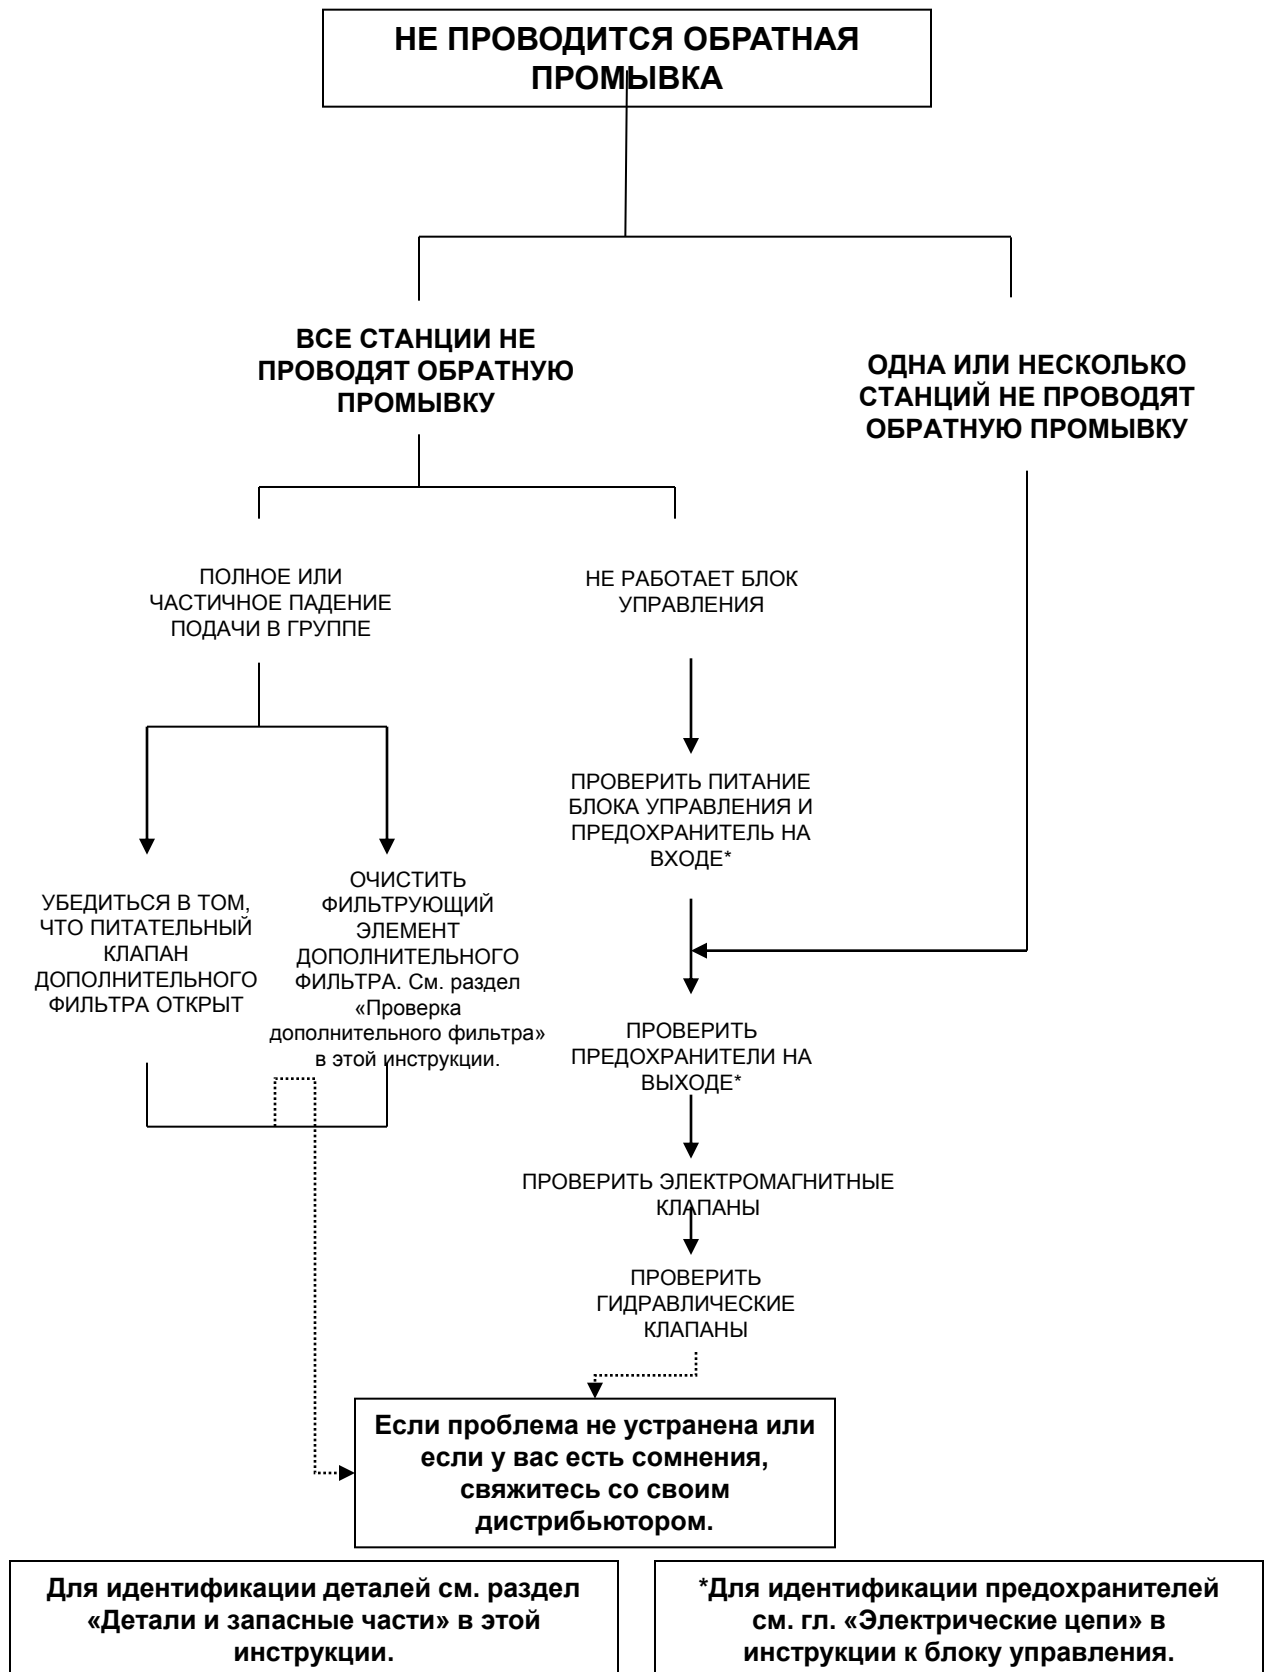 НЕ ПРОВОДИТСЯ ОБРАТНАЯ
ПРОМЫВКА
ВСЕ СТАНЦИИ НЕ
ПРОВОДЯТ ОБРАТНУЮ
ПРОМЫВКУ
ОДНА ИЛИ НЕСКОЛЬКО
СТАНЦИЙ НЕ ПРОВОДЯТ
ОБРАТНУЮ ПРОМЫВКУ
ПОЛНОЕ ИЛИ
ЧАСТИЧНОЕ ПАДЕНИЕ
ПОДАЧИ В ГРУППЕ
НЕ РАБОТАЕТ БЛОК
УПРАВЛЕНИЯ
ПРОВЕРИТЬ ПИТАНИЕ
БЛОКА УПРАВЛЕНИЯ И
ПРЕДОХРАНИТЕЛЬ НА
ВХОДЕ*
УБЕДИТЬСЯ В ТОМ,
ЧТО ПИТАТЕЛЬНЫЙ
КЛАПАН
ДОПОЛНИТЕЛЬНОГО
ФИЛЬТРА ОТКРЫТ
ОЧИСТИТЬ
ФИЛЬТРУЮЩИЙ
ЭЛЕМЕНТ
ДОПОЛНИТЕЛЬНОГО
ФИЛЬТРА. См. раздел
«Проверка
дополнительного фильтра»
в этой инструкции.
ПРОВЕРИТЬ
ПРЕДОХРАНИТЕЛИ НА
ВЫХОДЕ*
ПРОВЕРИТЬ ЭЛЕКТРОМАГНИТНЫЕ
КЛАПАНЫ
ПРОВЕРИТЬ
ГИДРАВЛИЧЕСКИЕ
КЛАПАНЫ
Если проблема не устранена или
если у вас есть сомнения,
свяжитесь со своим
дистрибьютором.
Для идентификации деталей см. раздел
«Детали и запасные части» в этой
инструкции.
*Для идентификации предохранителей
см. гл. «Электрические цепи» в
инструкции к блоку управления.